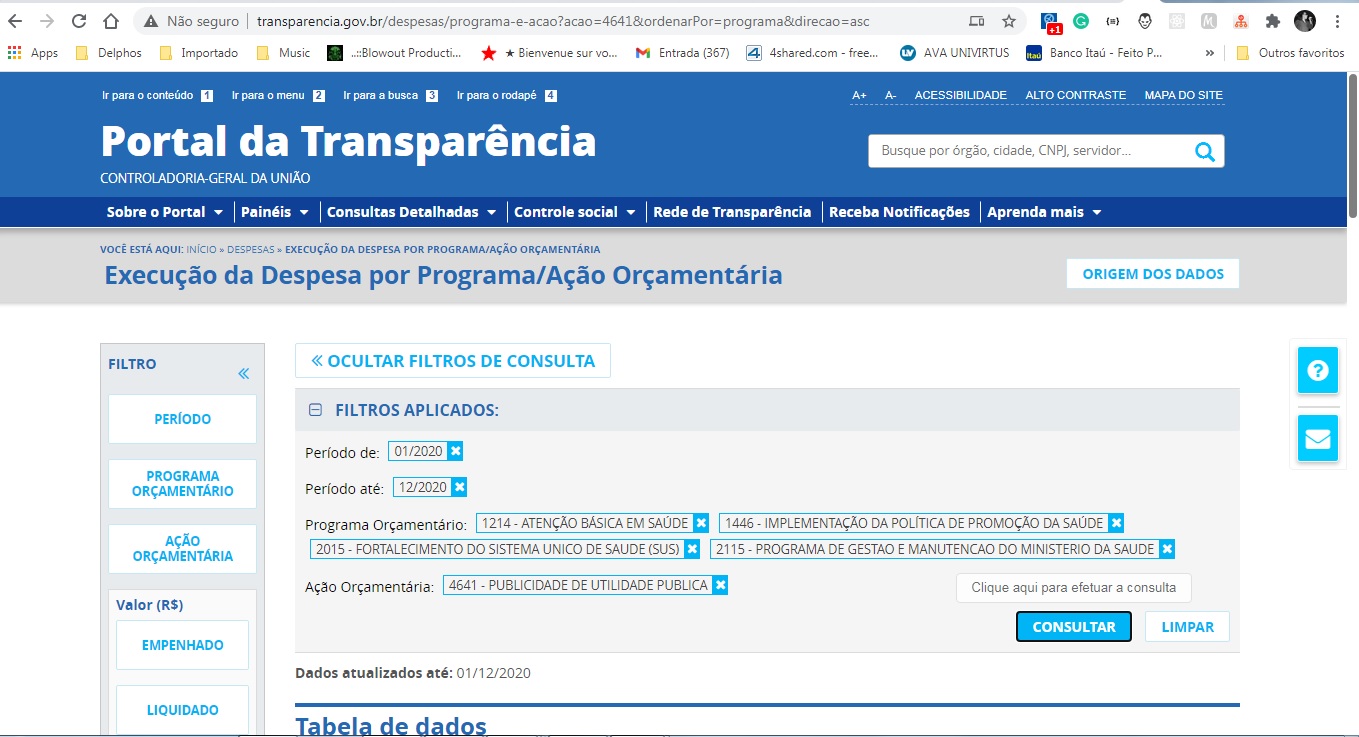 Não seguro | transparencia.gov.br/despesas/programa-e-acao?acao=4641&ordenarPor=programa&direcao=asc
+1
Apps Delphos Importado Music ..::Blowout Producti... ★ Bienvenue sur vo... Entrada (367) 4shared.com - free... AVA UNIVIRTUS Banco Itaú - Feito P... » Outros favoritos
Ir para o conteúdo 1 Ir para o menu 2 Ir para a busca 3 Ir para o rodapé 4
A+ A- ACESSIBILIDADE ALTO CONTRASTE MAPA DO SITE
Portal da Transparência
CONTROLADORIA-GERAL DA UNIÃO
Busque por órgão, cidade, CNPJ, servidor...
Sobre o Portal Painéis Consultas Detalhadas Controle social Rede de Transparência Receba Notificações Aprenda mais
VOCÊ ESTÁ AQUI: INÍCIO » DESPESAS » EXECUÇÃO DA DESPESA POR PROGRAMA/AÇÃO ORÇAMENTÁRIA
Execução da Despesa por Programa/Ação Orçamentária
ORIGEM DOS DADOS
FILTRO
«
PERÍODO
PROGRAMA
ORÇAMENTÁRIO
AÇÃO
ORÇAMENTÁRIA
Valor (R$)
EMPENHADO
LIQUIDADO
« OCULTAR FILTROS DE CONSULTA
FILTROS APLICADOS:
Período de: 01/2020
Período até: 12/2020
Programa Orçamentário: 1214 - ATENÇÃO BÁSICA EM SAÚDE 1446 - IMPLEMENTAÇÃO DA POLÍTICA DE PROMOÇÃO DA SAÚDE
2015 - FORTALECIMENTO DO SISTEMA UNICO DE SAUDE (SUS) 2115 - PROGRAMA DE GESTAO E MANUTENCAO DO MINISTERIO DA SAUDE
Ação Orçamentária: 4641 - PUBLICIDADE DE UTILIDADE PUBLICA
Clique aqui para efetuar a consulta
CONSULTAR LIMPAR
Dados atualizados até: 01/12/2020
Tabela de dados
?